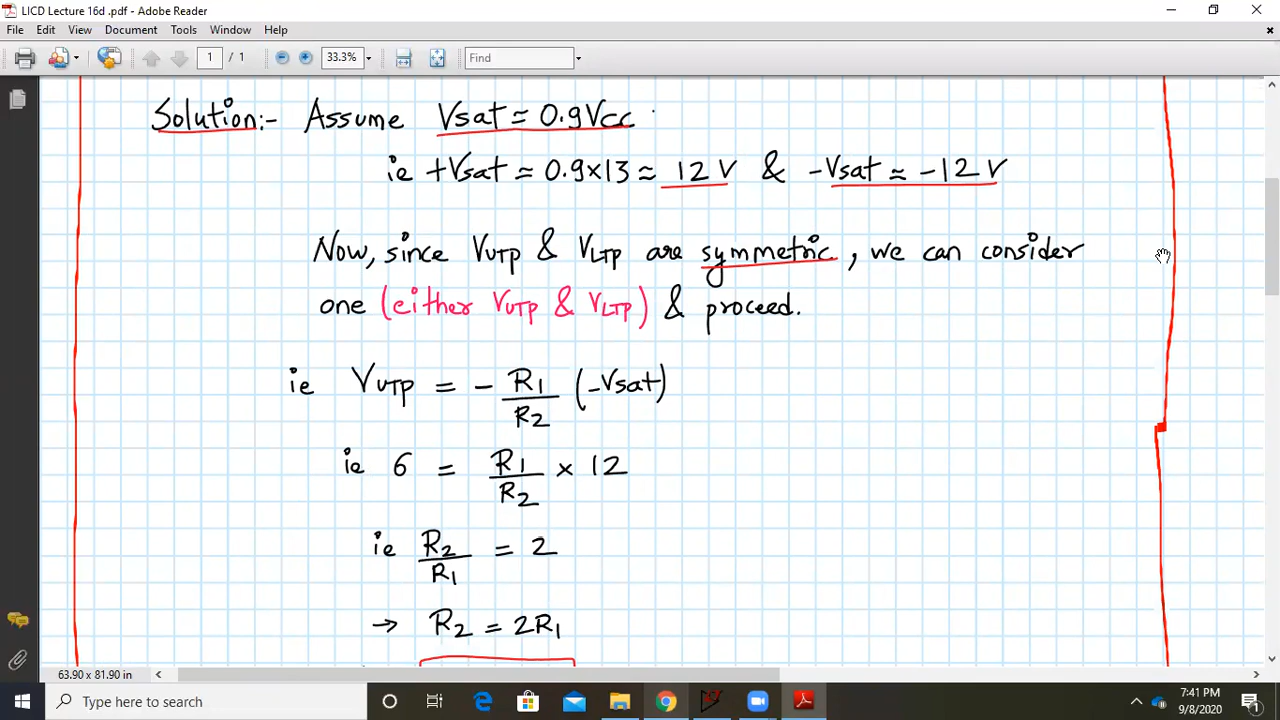 LICD Lecture 16d .pdf - Adobe Reader
File Edit View Document Tools Window Help
1 / 1 33.3% Find
Solution:- Assume Vsat ≈ 0.9Vcc
ie +Vsat ≈ 0.9×13 ≈ 12 V & -Vsat ≈ -12 V
Now, since VUTP & VLTP are symmetric, we can consider
one (either VUTP & VLTP) & proceed.
ie VUTP = - R1/R2 (-Vsat)
ie 6 = R1/R2 × 12
ie R2/R1 = 2
→ R2 = 2R1
63.90 x 81.90 in
Type here to search
7:41 PM
9/8/2020
1